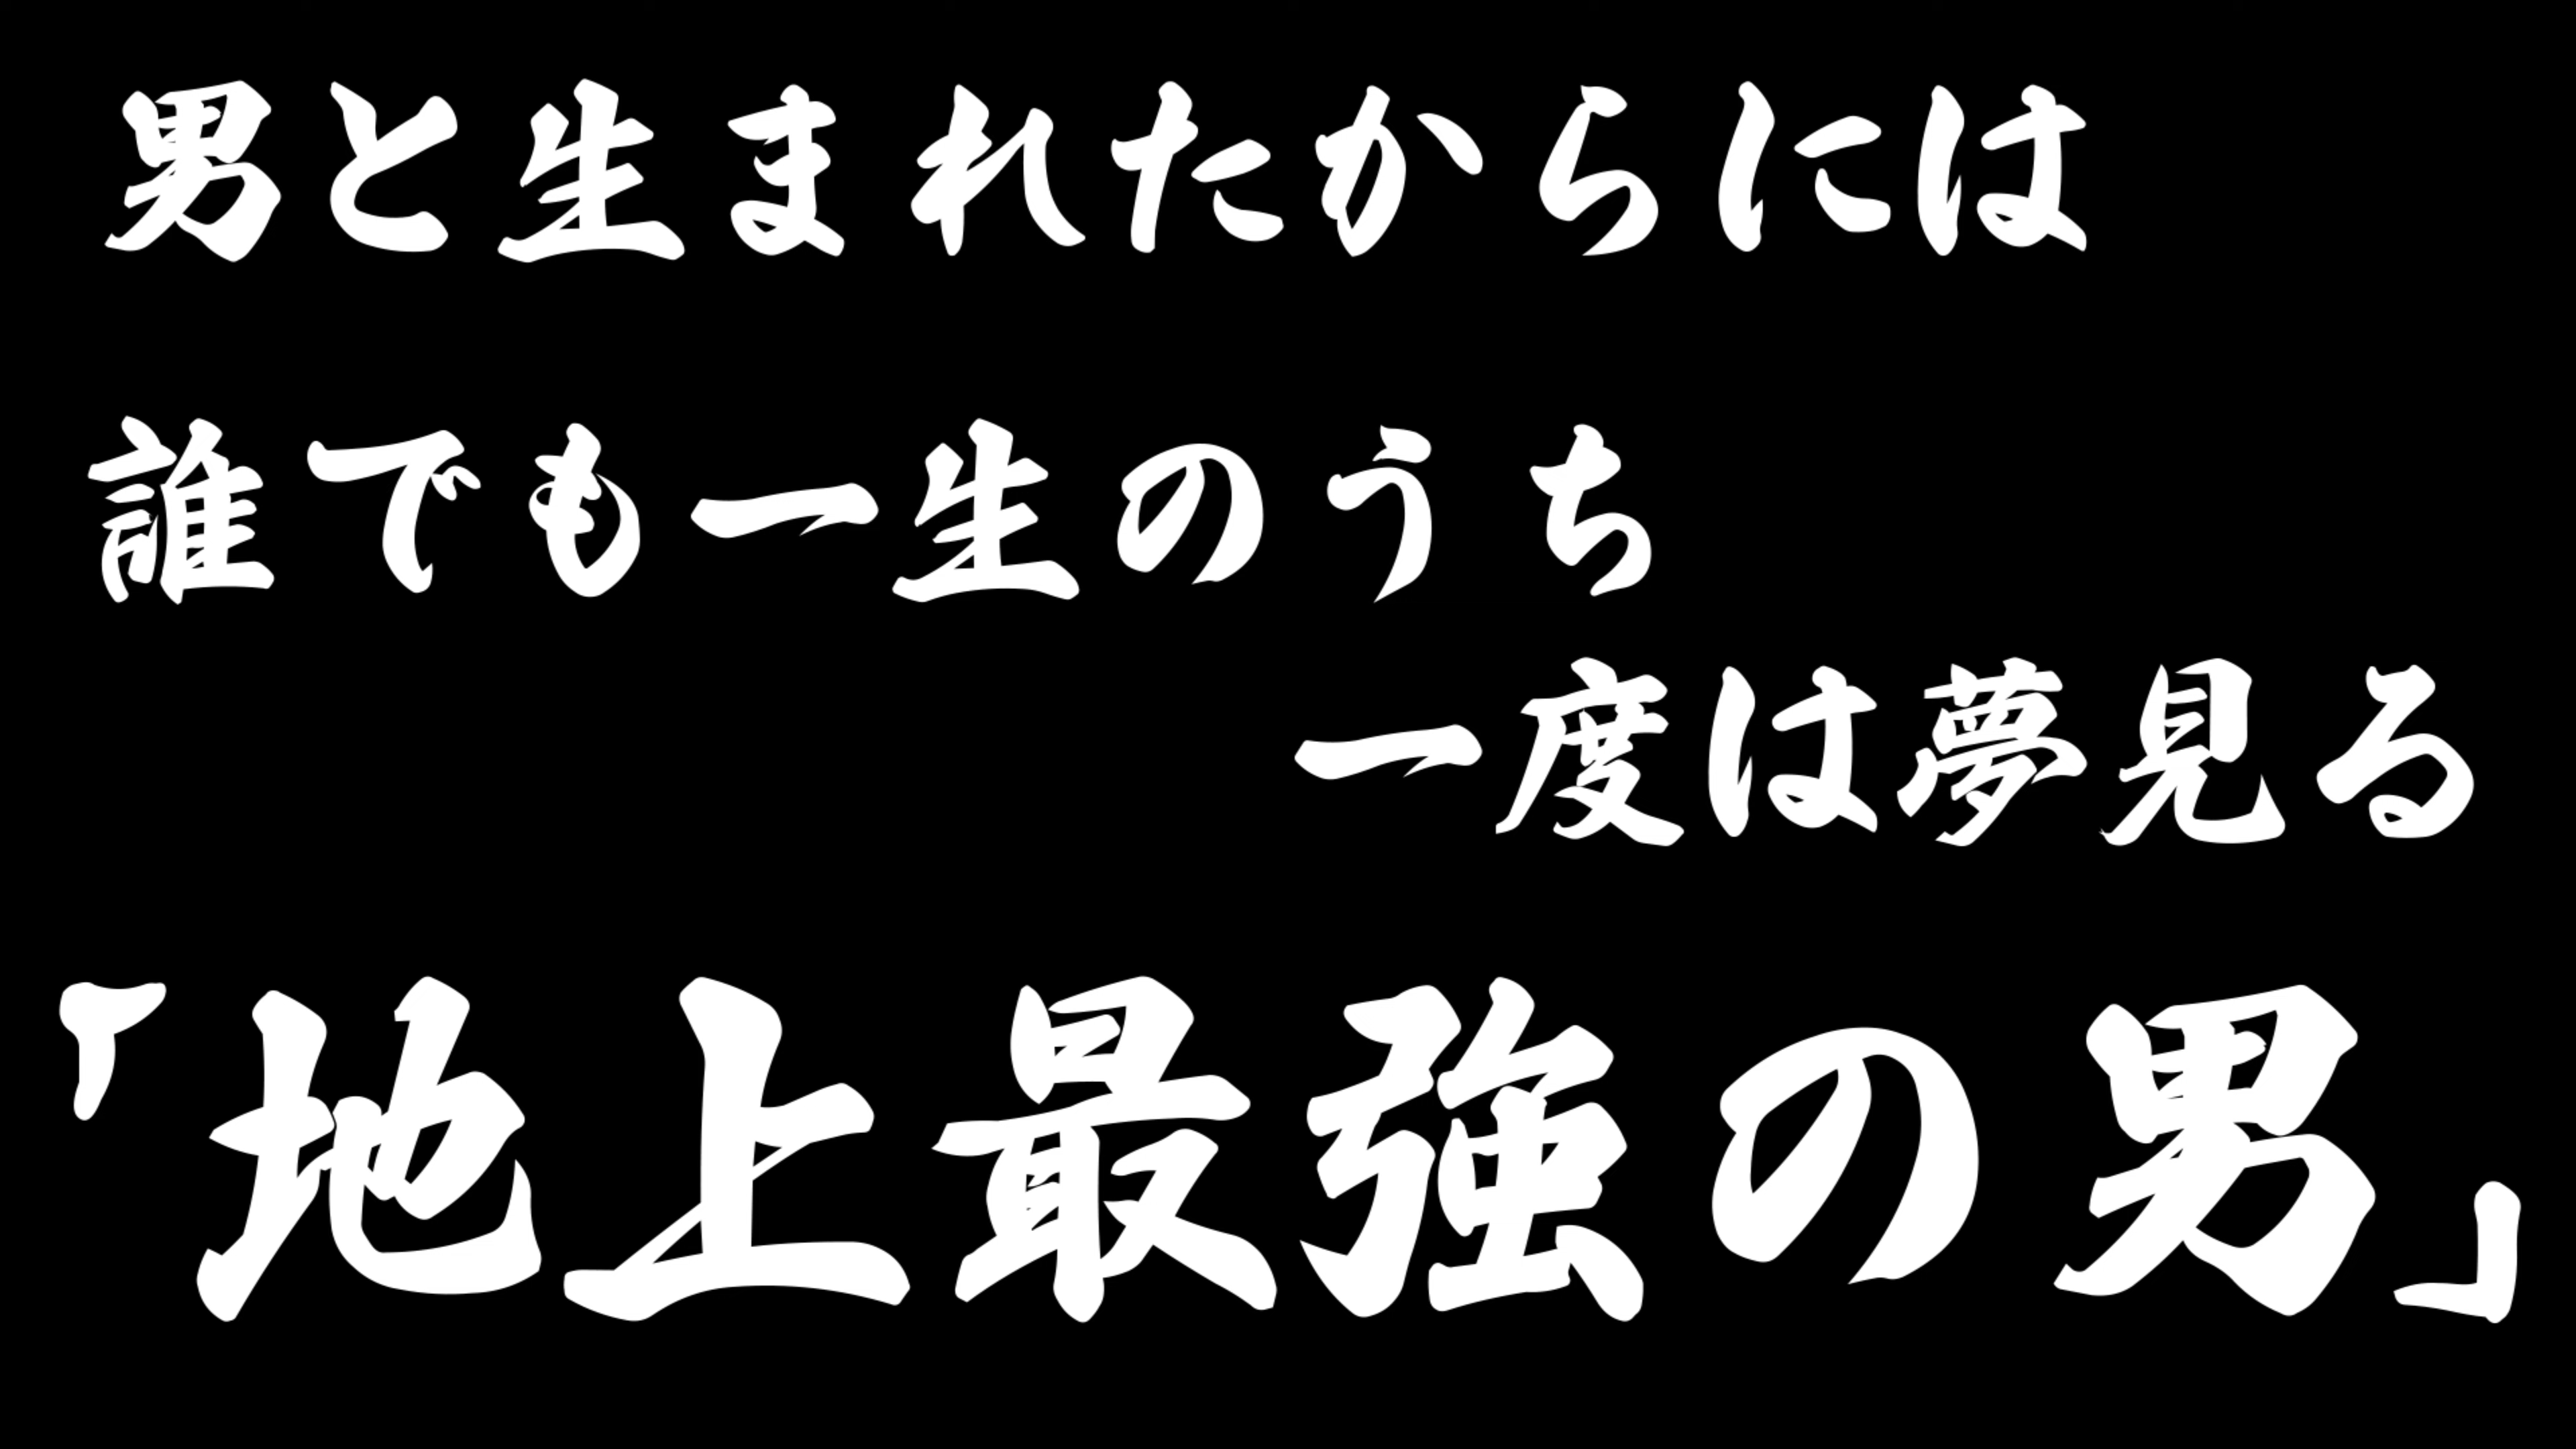 男と生まれたからには
誰でも一生のうち
一度は夢見る
「地上最強の男」